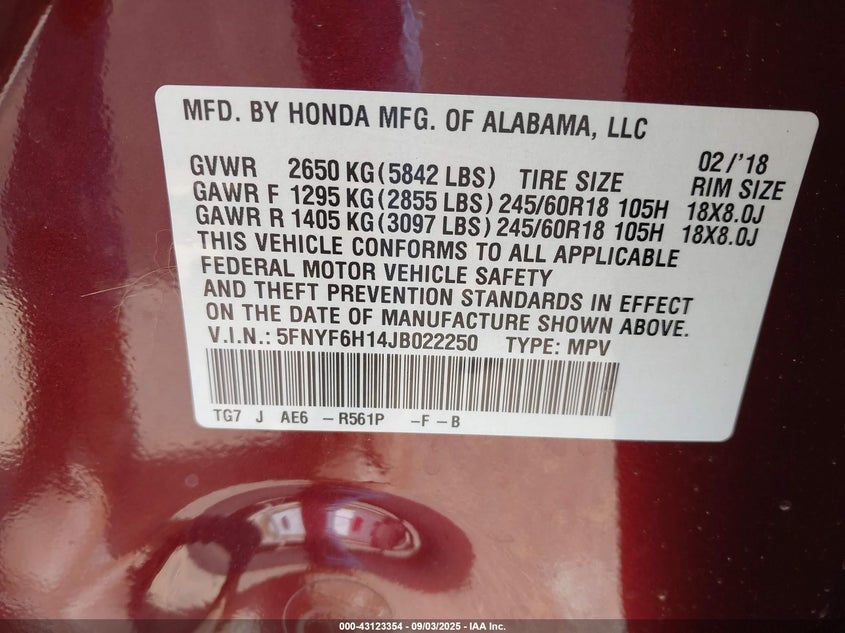 MFD. BY HONDA MFG. OF ALABAMA, LLC
02/'18
GVWR 2650 KG(5842 LBS) TIRE SIZE RIM SIZE
GAWR F 1295 KG(2855 LBS) 245/60R18 105H 18X8.0J
GAWR R 1405 KG(3097 LBS) 245/60R18 105H 18X8.0J
THIS VEHICLE CONFORMS TO ALL APPLICABLE
FEDERAL MOTOR VEHICLE SAFETY
AND THEFT PREVENTION STANDARDS IN EFFECT
ON THE DATE OF MANUFACTURE SHOWN ABOVE.
V.I.N.: 5FNYF6H14JB022250 TYPE: MPV
TG7 J AE6 -R561P -F-B
000-43123354 - 09/03/2025 - IAA Inc.